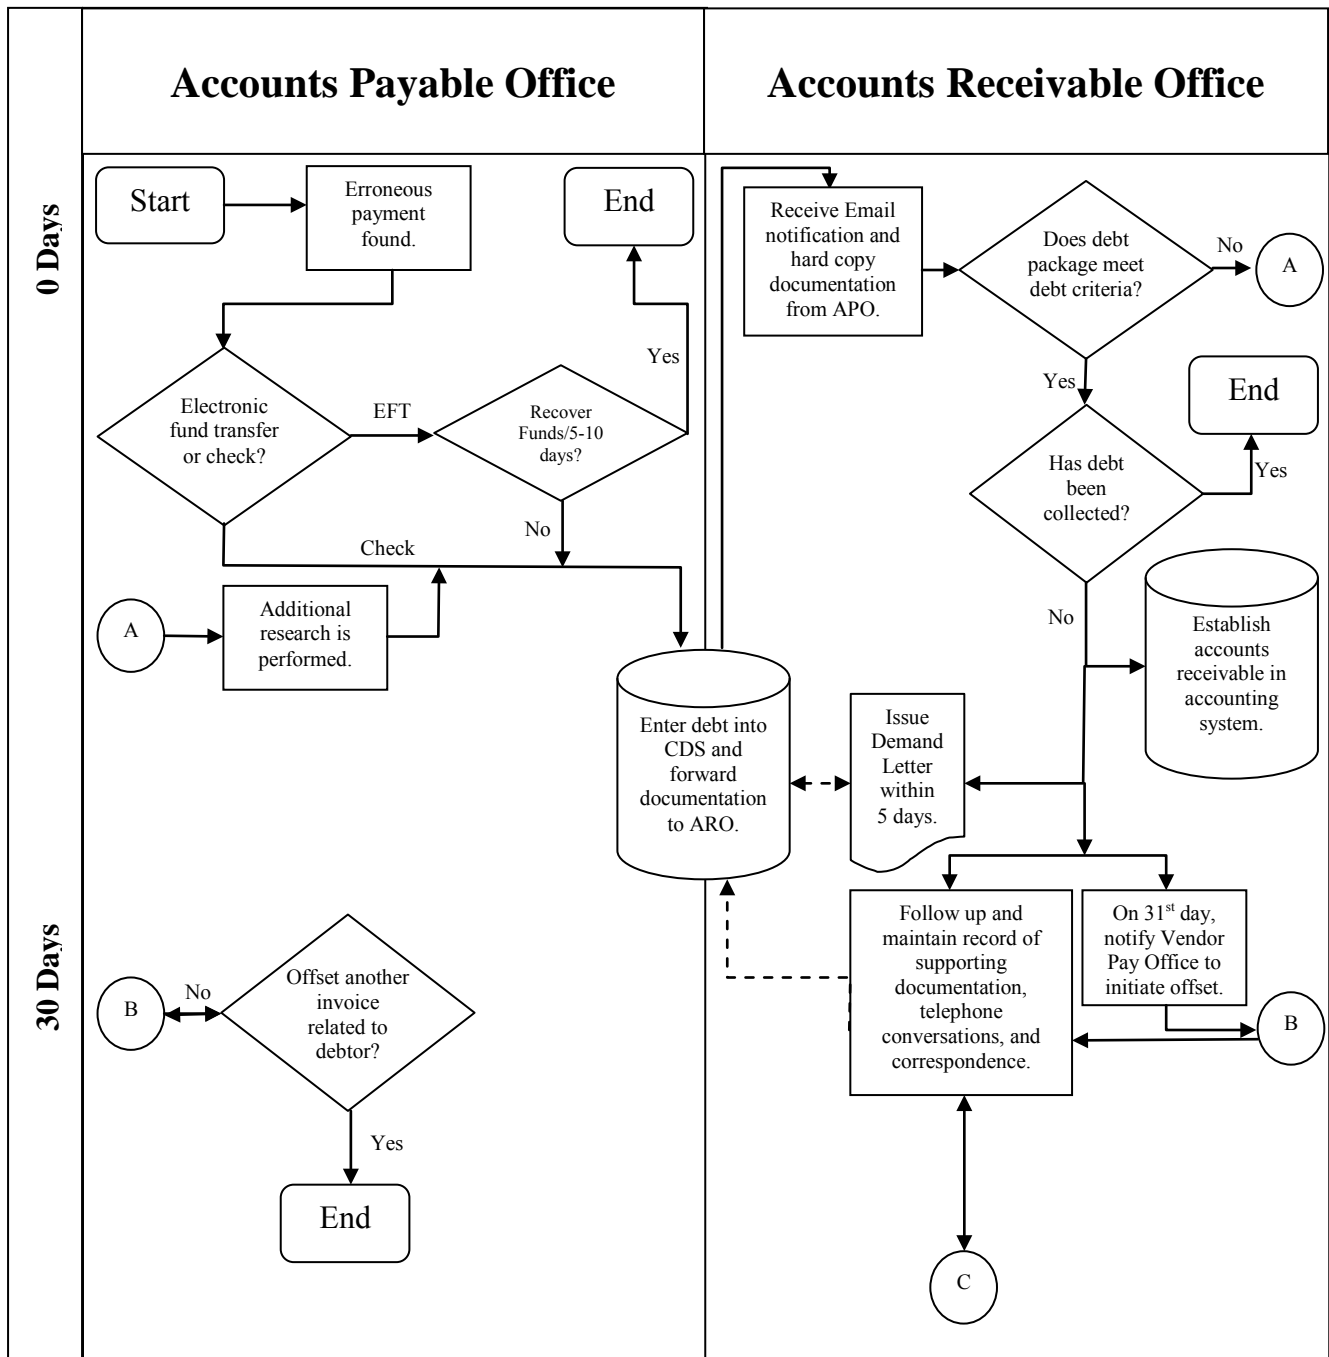 Accounts Payable Office
Accounts Receivable Office
0 Days
Start
Erroneous
payment
found.
End
Electronic
fund transfer
or check?
EFT
Recover
Funds/5-10
days?
Yes
No
Check
A
Additional
research is
performed.
Enter debt into
CDS and
forward
documentation
to ARO.
Receive Email
notification and
hard copy
documentation
from APO.
Does debt
package meet
debt criteria?
No
A
Yes
Has debt
been
collected?
End
Yes
No
Establish
accounts
receivable in
accounting
system.
Issue
Demand
Letter
within
5 days.
30 Days
B
No
Offset another
invoice
related to
debtor?
Yes
End
Follow up and
maintain record of
supporting
documentation,
telephone
conversations, and
correspondence.
On 31st day,
notify Vendor
Pay Office to
initiate offset.
B
C